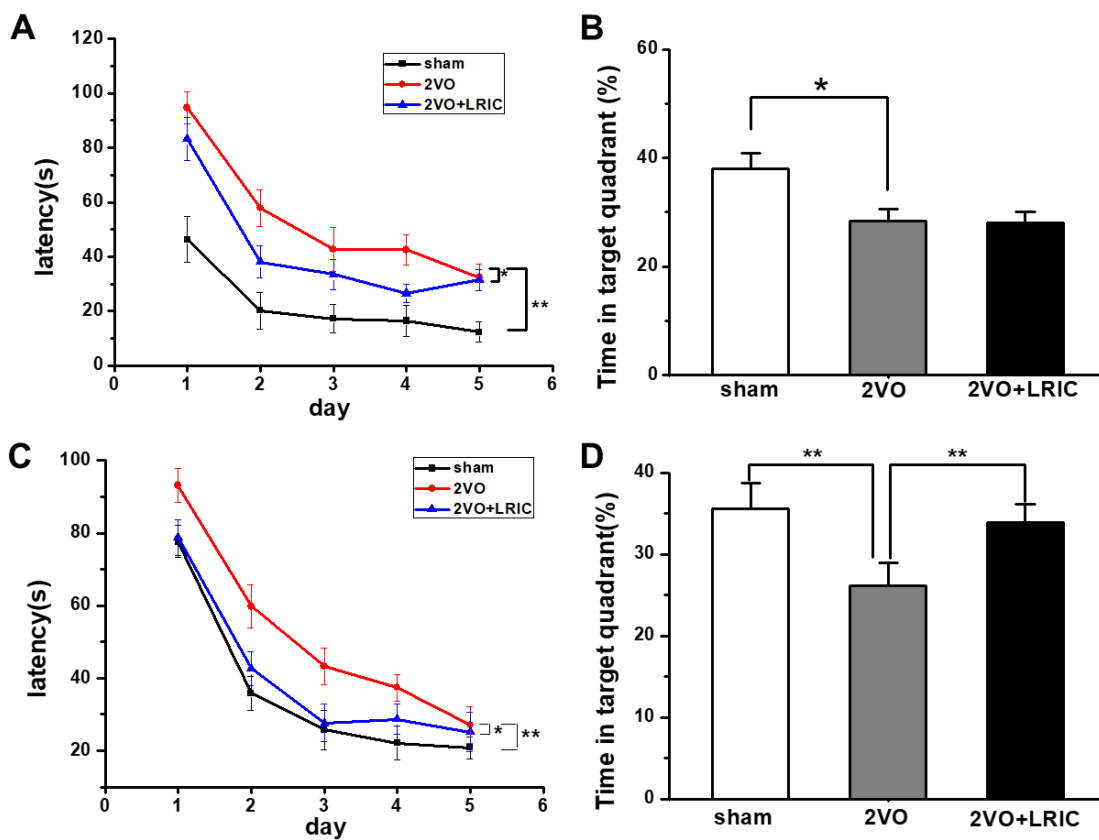 A
latency(s)
120
100
80
60
40
20
0
sham
2VO
2VO+LRIC
*
**
0 1 2 3 4 5 6
day
B
Time in target quadrant (%)
60
40
20
0
*
sham 2VO 2VO+LRIC
C
latency(s)
100
80
60
40
20
sham
2VO
2VO+LRIC
* **
0 1 2 3 4 5 6
day
D
Time in target quadrant(%)
40
30
20
10
0
** **
sham 2VO 2VO+LRIC